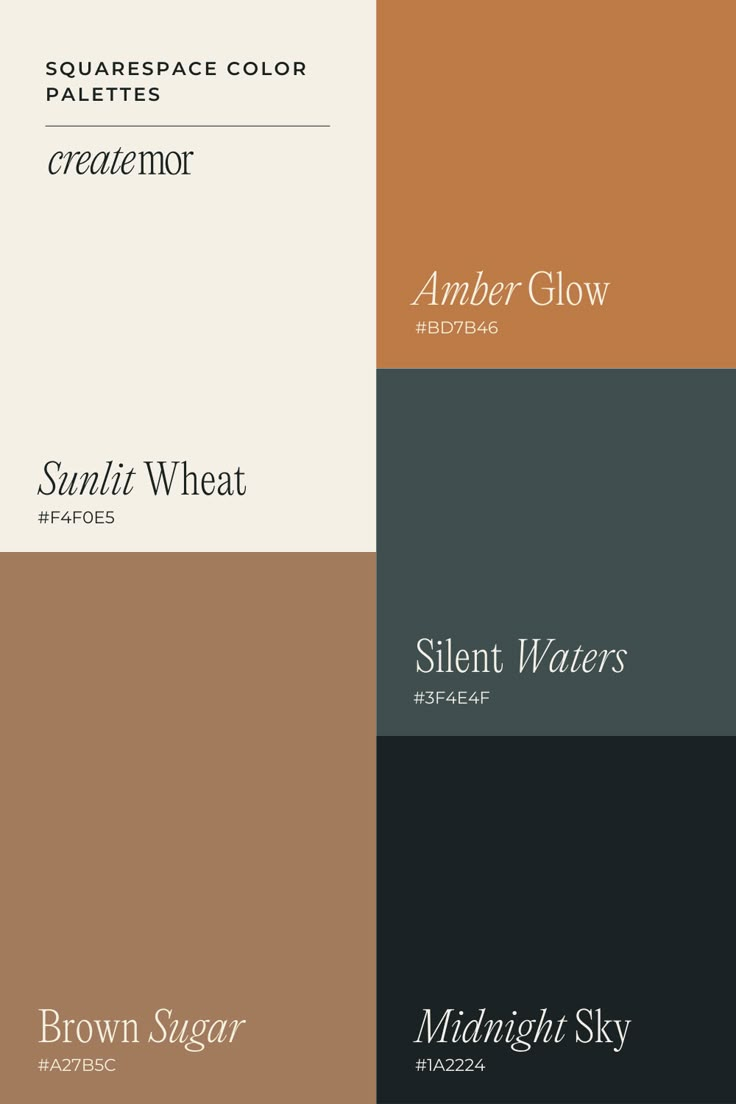 SQUARESPACE COLOR
PALETTES
createmor
Amber Glow
#BD7B46
Sunlit Wheat
#F4F0E5
Silent Waters
#3F4E4F
Brown Sugar
#A27B5C
Midnight Sky
#1A2224